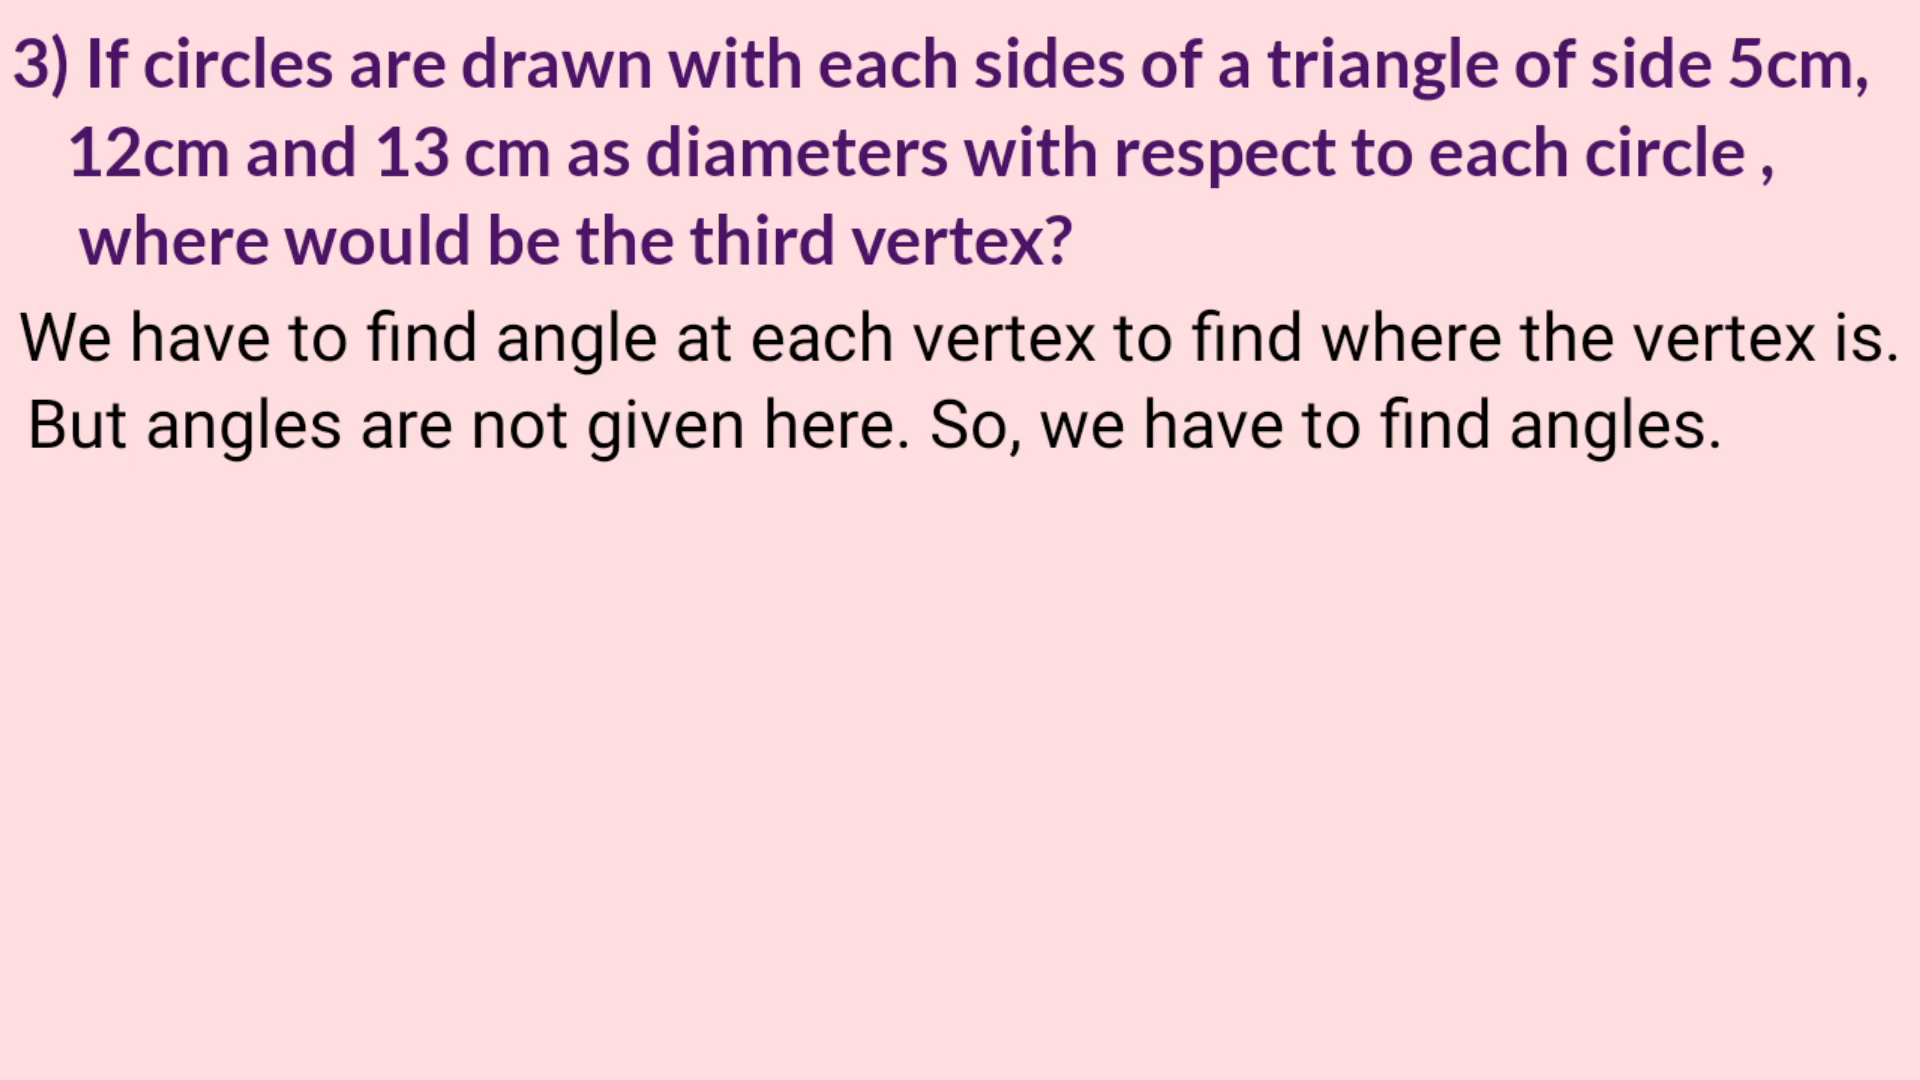 3) If circles are drawn with each sides of a triangle of side 5cm,
12cm and 13 cm as diameters with respect to each circle ,
where would be the third vertex?
We have to find angle at each vertex to find where the vertex is.
But angles are not given here. So, we have to find angles.